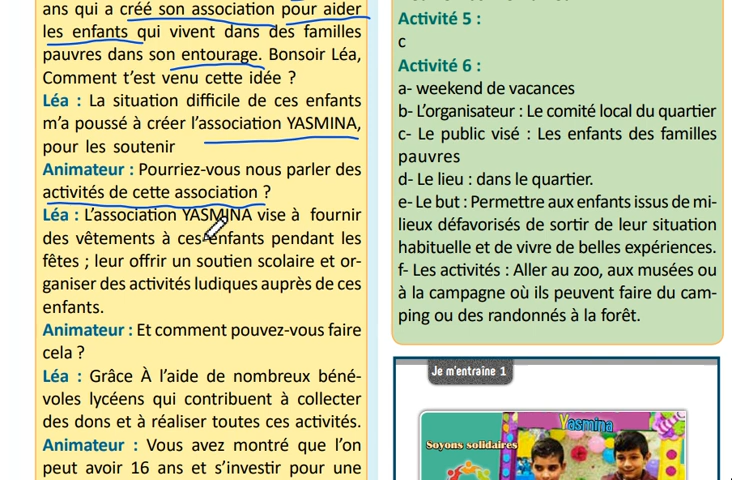 ans qui a créé son association pour aider
les enfants qui vivent dans des familles
pauvres dans son entourage. Bonsoir Léa,
Comment t'est venu cette idée ?
Léa : La situation difficile de ces enfants
m'a poussé à créer l'association YASMINA,
pour les soutenir
Animateur : Pourriez-vous nous parler des
activités de cette association ?
Léa : L'association YASMINA vise à fournir
des vêtements à ces enfants pendant les
fêtes ; leur offrir un soutien scolaire et or-
ganiser des activités ludiques auprès de ces
enfants.
Animateur : Et comment pouvez-vous faire
cela ?
Léa : Grâce À l'aide de nombreux béné-
voles lycéens qui contribuent à collecter
des dons et à réaliser toutes ces activités.
Animateur : Vous avez montré que l'on
peut avoir 16 ans et s'investir pour une
Activité 5 :
c
Activité 6 :
a- weekend de vacances
b- L'organisateur : Le comité local du quartier
c- Le public visé : Les enfants des familles
pauvres
d- Le lieu : dans le quartier.
e- Le but : Permettre aux enfants issus de mi-
lieux défavorisés de sortir de leur situation
habituelle et de vivre de belles expériences.
f- Les activités : Aller au zoo, aux musées ou
à la campagne où ils peuvent faire du cam-
ping ou des randonnés à la forêt.
Je m'entraîne 1
Yasmina
Soyons solidaires